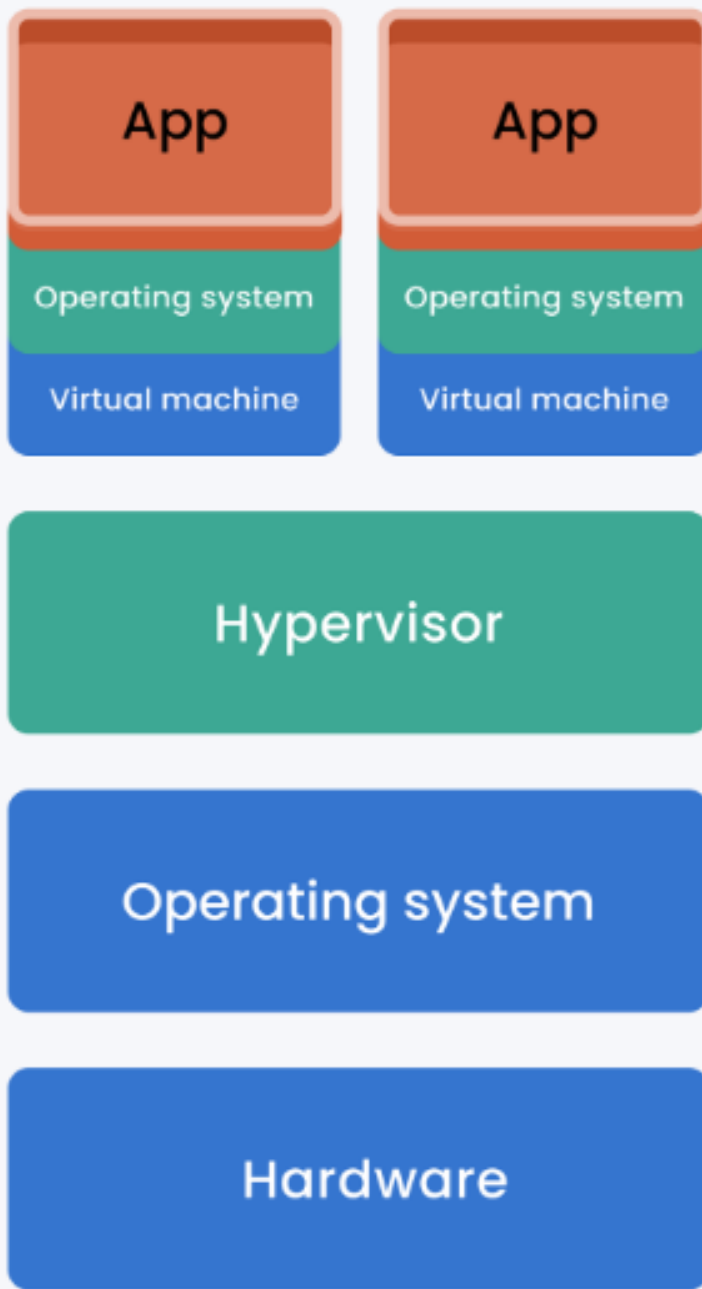 App
App
Operating system
Operating system
Virtual machine
Virtual machine
Hypervisor
Operating system
Hardware